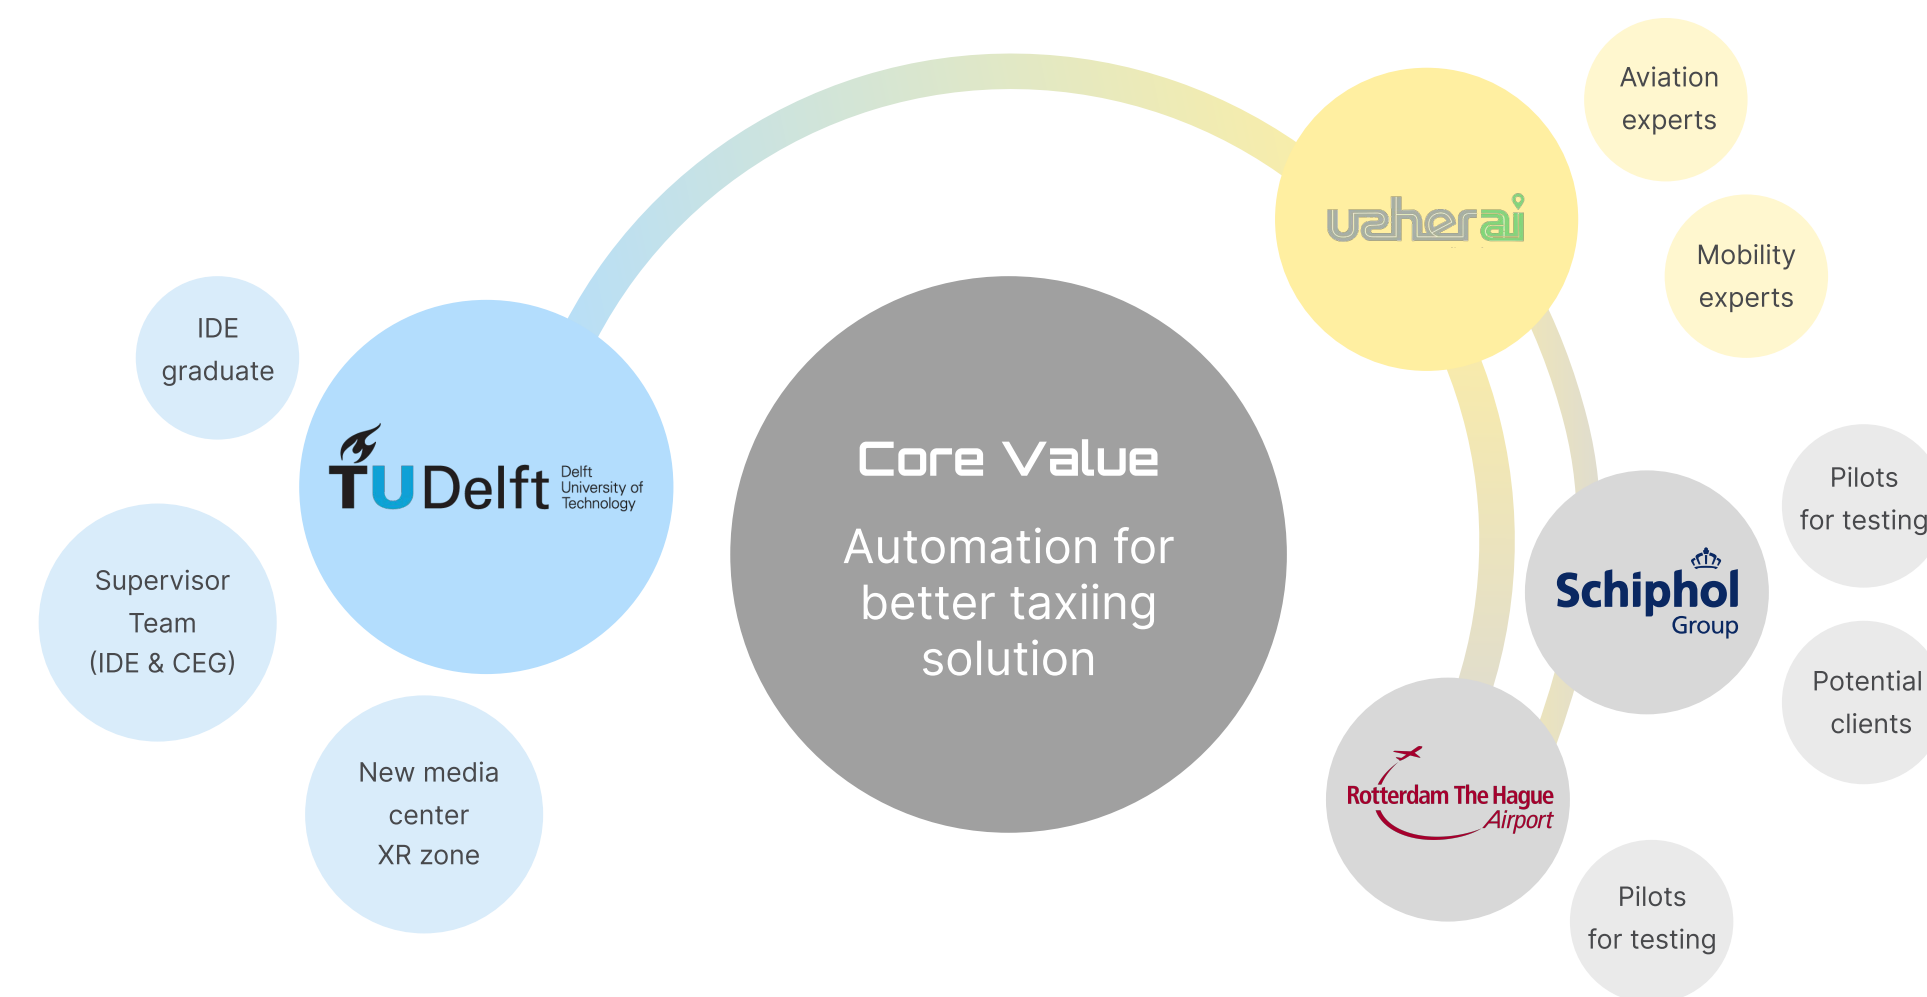 Aviation
experts
uzherai
Mobility
experts
IDE
graduate
TUDelft
Delft
University of
Technology
Core Value
Automation for
better taxiing
solution
Pilots
for testing
Schiphol
Group
Supervisor
Team
(IDE & CEG)
Potential
clients
New media
center
XR zone
Rotterdam The Hague
Airport
Pilots
for testing